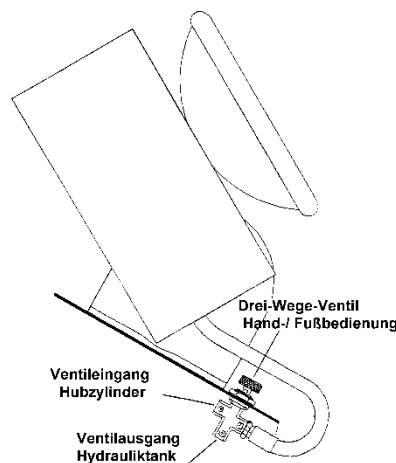 Drei-Wege-Ventil
Hand-/ Fußbedienung
Ventileingang
Hubzylinder
Ventilausgang
Hydrauliktank